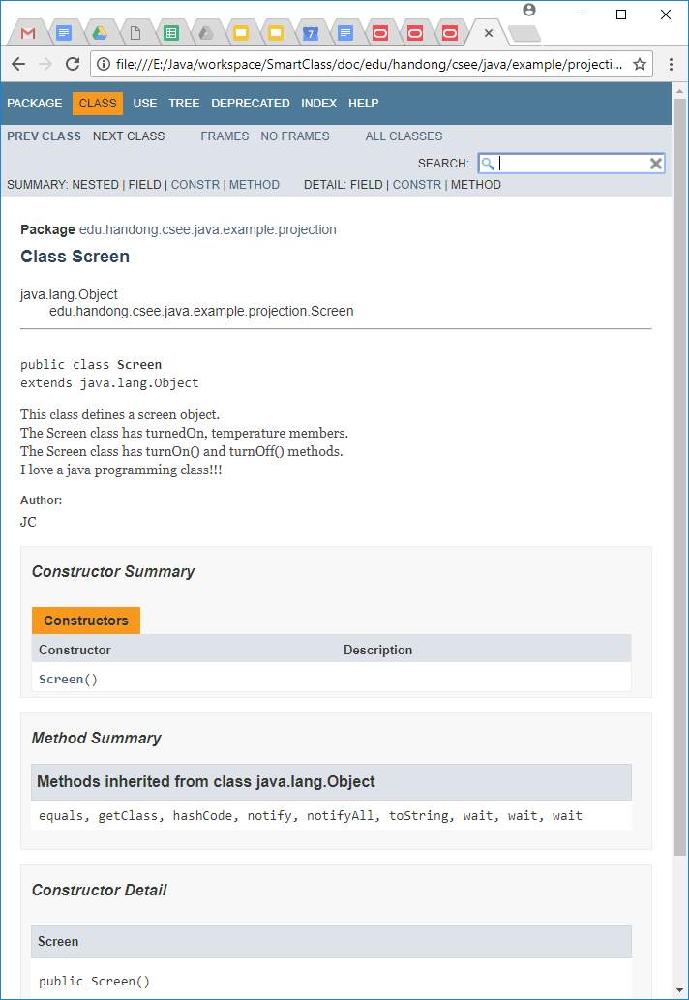 7
file:///E:/Java/workspace/SmartClass/doc/edu/handong/csee/java/example/projecti...
PACKAGE CLASS USE TREE DEPRECATED INDEX HELP
PREV CLASS NEXT CLASS FRAMES NO FRAMES ALL CLASSES
SEARCH:
SUMMARY: NESTED | FIELD | CONSTR | METHOD DETAIL: FIELD | CONSTR | METHOD
Package edu.handong.csee.java.example.projection
Class Screen
java.lang.Object
edu.handong.csee.java.example.projection.Screen
public class Screen
extends java.lang.Object
This class defines a screen object.
The Screen class has turnedOn, temperature members.
The Screen class has turnOn() and turnOff() methods.
I love a java programming class!!!
Author:
JC
Constructor Summary
Constructors
Constructor Description
Screen()
Method Summary
Methods inherited from class java.lang.Object
equals, getClass, hashCode, notify, notifyAll, toString, wait, wait, wait
Constructor Detail
Screen
public Screen()